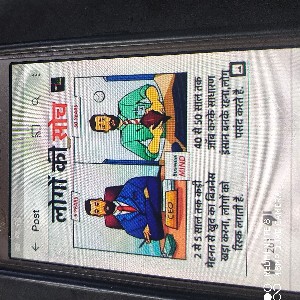 Post
लोगों की सोच
5 YEARS
50 YEARS
CEO
BUSINESS
MIND
2 से 5 साल तक कड़ी
मेहनत से खुद का बिजनेस
खड़ा करना, लोगों को
रिस्क लगती है.
40 से 50 साल तक
जॉब करके साधारण
इंसान बनके रहना,लोग
पसंद करते है.